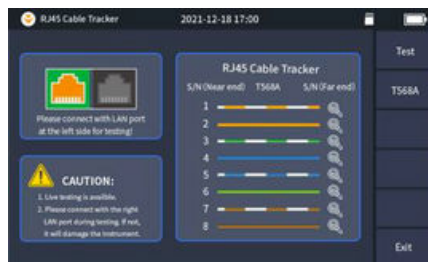 RJ45 Cable Tracker
2021-12-18 17:00
Please connect with LAN port
at the left side for testing!
CAUTION:
1. Live testing is availble.
2. Please connect with the right
LAN port during testing. If not,
it will damage the instrument.
RJ45 Cable Tracker
S/N(Near end) T568A S/N(Far end)
1
2
3
4
5
6
7
8
Test
T568A
Exit